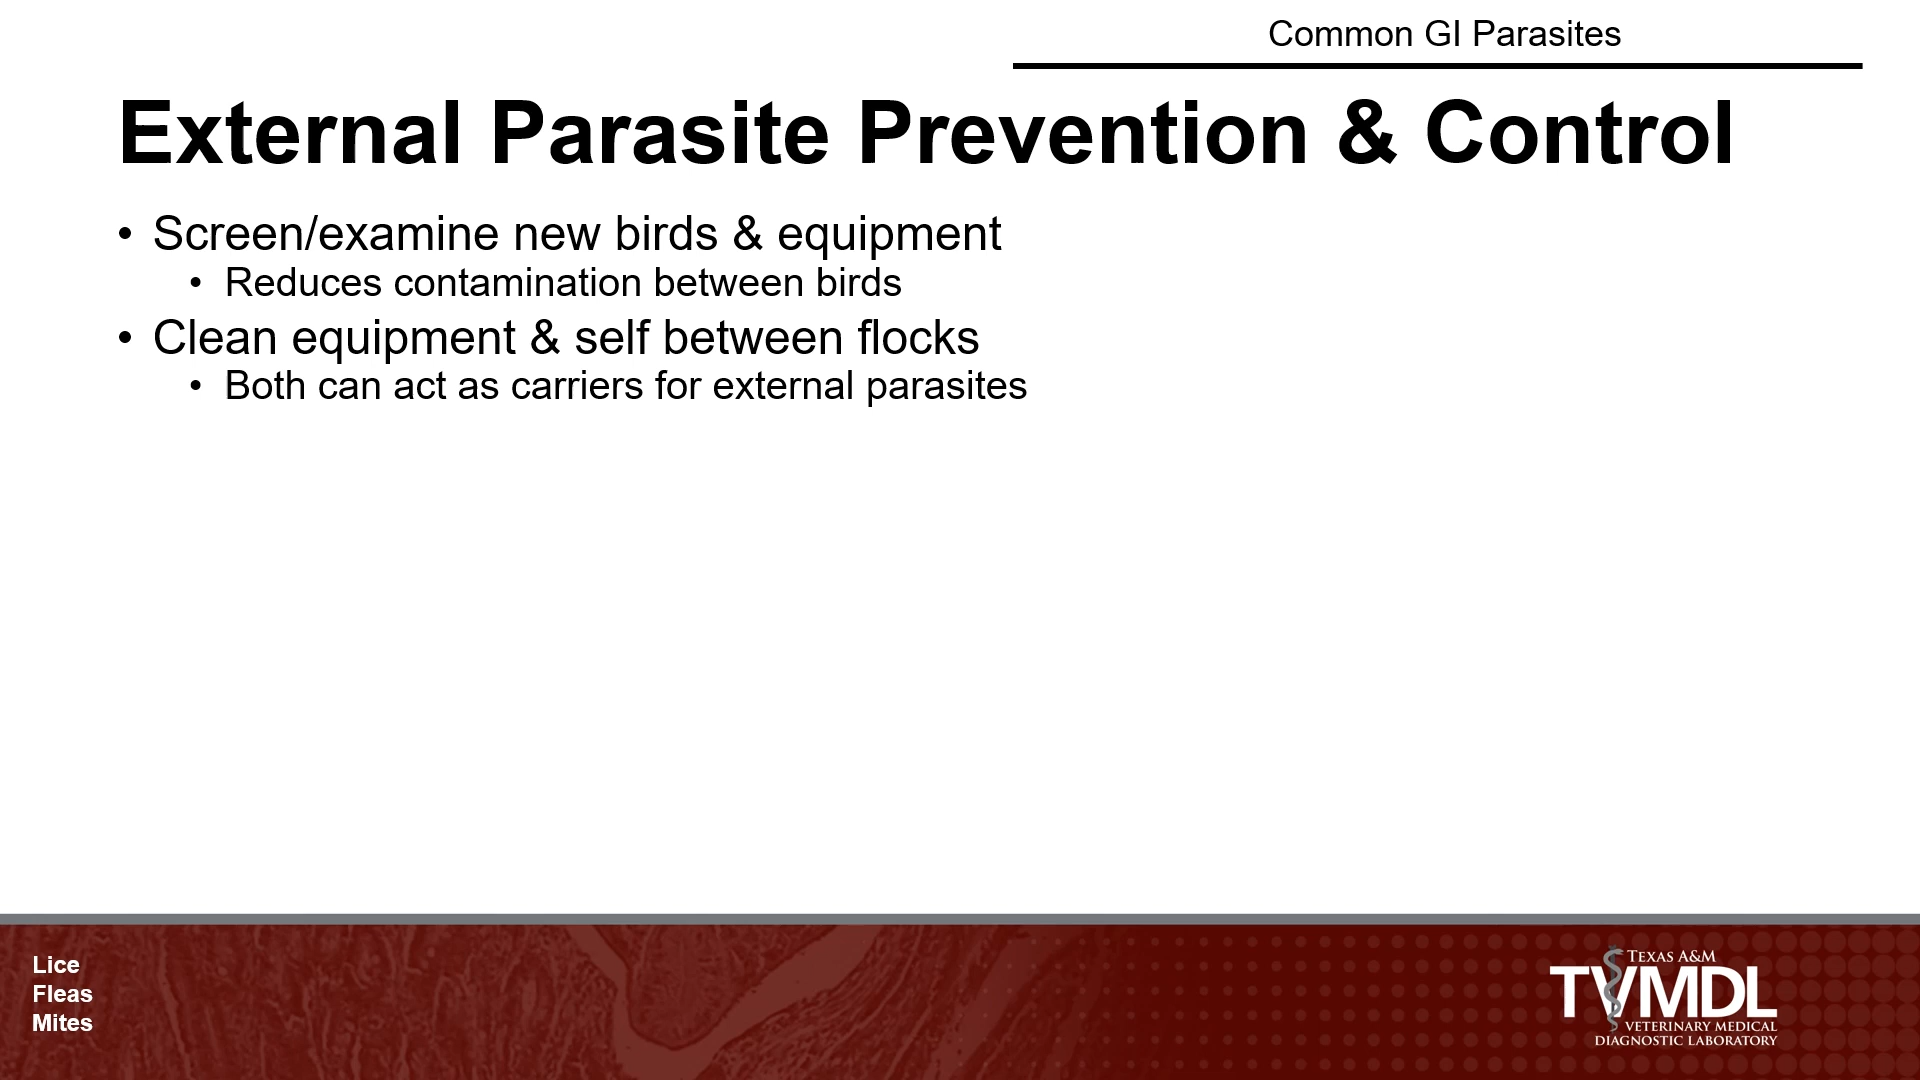 Common GI Parasites
External Parasite Prevention & Control
• Screen/examine new birds & equipment
• Reduces contamination between birds
• Clean equipment & self between flocks
• Both can act as carriers for external parasites
Lice
Fleas
Mites
TEXAS A&M
TVMDL
VETERINARY MEDICAL
DIAGNOSTIC LABORATORY